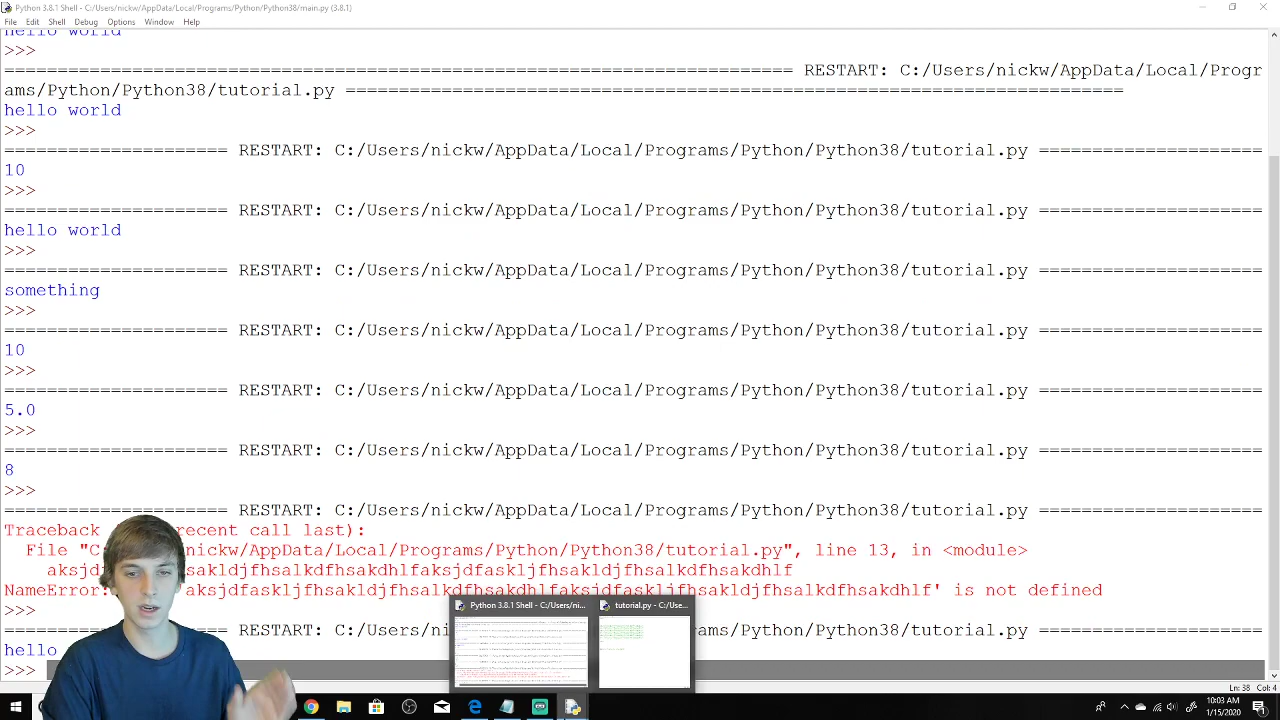 Python 3.8.1 Shell - C:/Users/nickw/AppData/Local/Programs/Python/Python38/main.py (3.8.1)
File Edit Shell Debug Options Window Help
hello world
>>>
========================================================================== RESTART: C:/Users/nickw/AppData/Local/Progr
ams/Python/Python38/tutorial.py =========================================================================
hello world
>>>
===================== RESTART: C:/Users/nickw/AppData/Local/Programs/Python/Python38/tutorial.py =====================
10
>>>
===================== RESTART: C:/Users/nickw/AppData/Local/Programs/Python/Python38/tutorial.py =====================
hello world
>>>
===================== RESTART: C:/Users/nickw/AppData/Local/Programs/Python/Python38/tutorial.py =====================
something
>>>
===================== RESTART: C:/Users/nickw/AppData/Local/Programs/Python/Python38/tutorial.py =====================
10
>>>
===================== RESTART: C:/Users/nickw/AppData/Local/Programs/Python/Python38/tutorial.py =====================
5.0
>>>
===================== RESTART: C:/Users/nickw/AppData/Local/Programs/Python/Python38/tutorial.py =====================
8
>>>
===================== RESTART: C:/Users/nickw/AppData/Local/Programs/Python/Python38/tutorial.py =====================
Traceback recent call last):
File "C: nickw/AppData/Local/Programs/Python/Python38/tutorial.py", line 13, in <module>
aksjd fhsakldjfhsalkdfhsakdhlfaksjdfaskljfhsakldjfhsalkdfhsakdhlf
NameError: aksjdfaskljfhsakldjfhsalkdfhsakdhlfaksjdfaskljfhsakldjfhsalkdfhsakdhlf' is not defined
>>>
RESTART: C:/Users/ni ams/Python/Python38/tutorial.py =====================
hello
Python 3.8.1 Shell - C:/Users/ni... tutorial.py - C:/Use...
Ln: 38 Col: 4
10:03 AM
1/15/2020